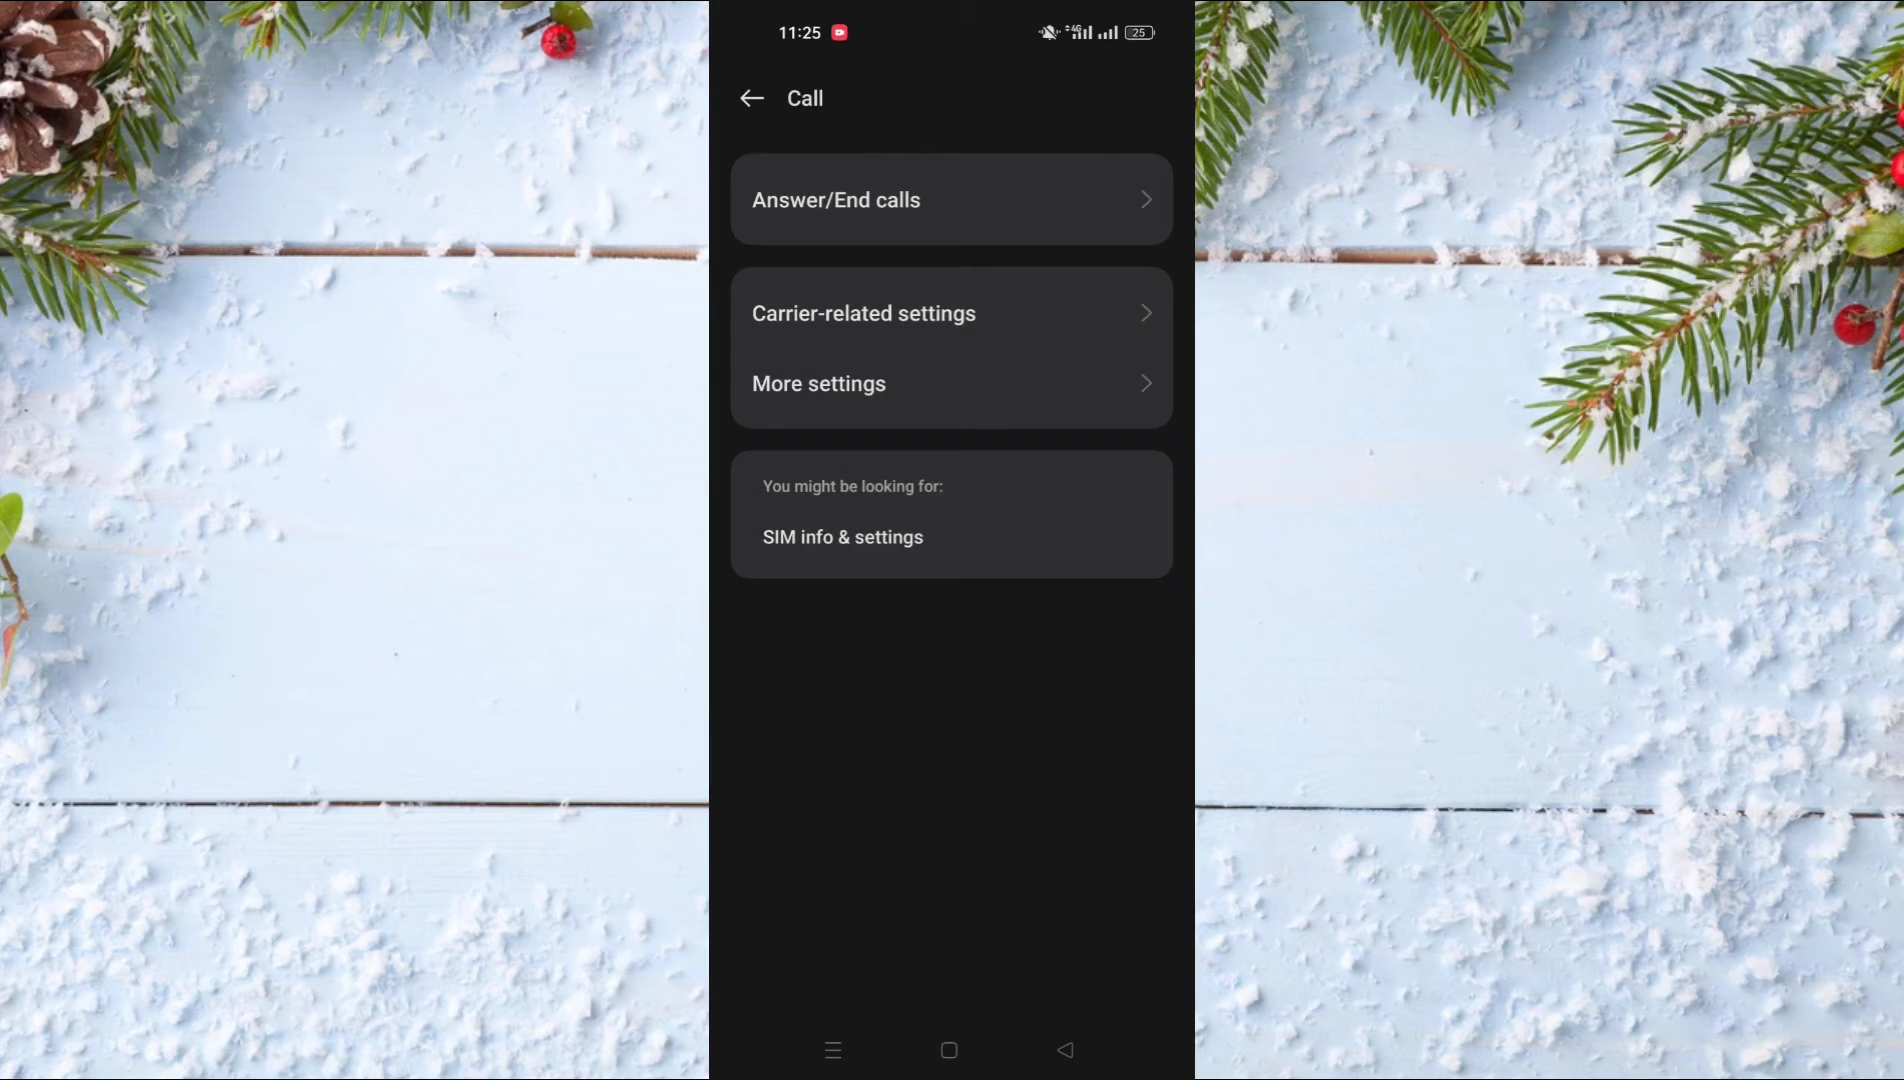 11:25
4G
25
Call
Answer/End calls
Carrier-related settings
More settings
You might be looking for:
SIM info & settings